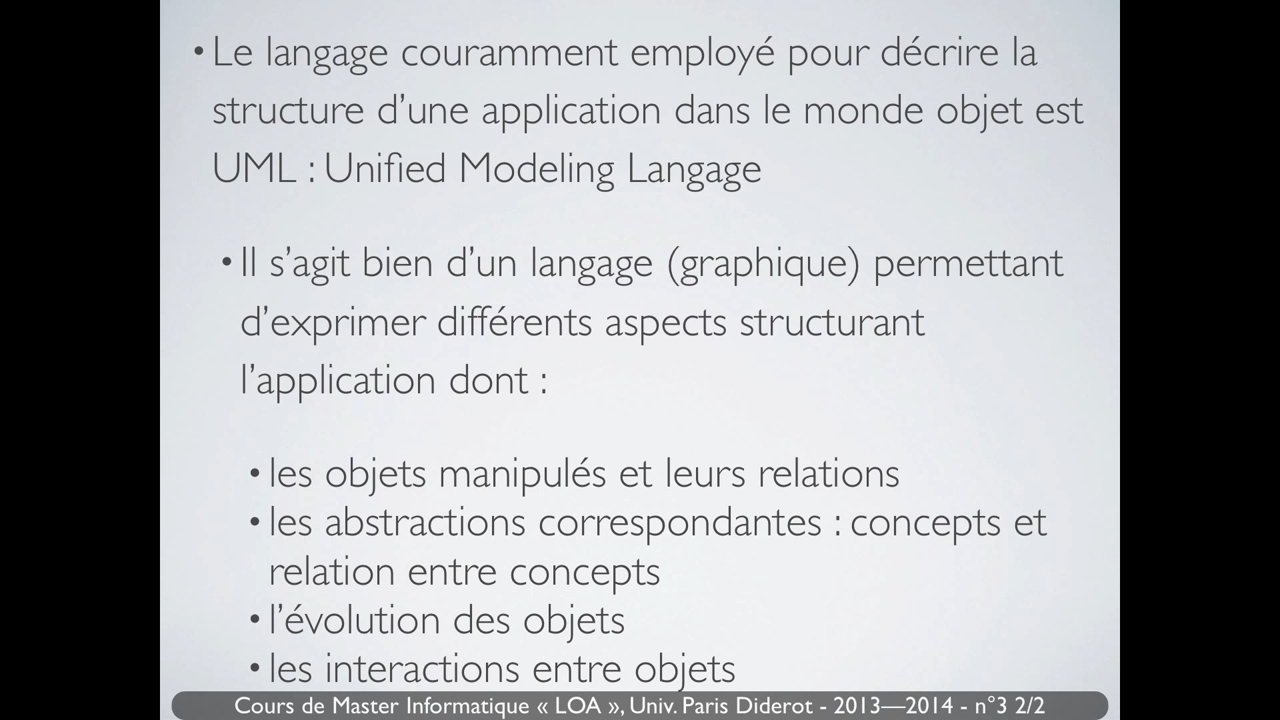 • Le langage couramment employé pour décrire la
structure d’une application dans le monde objet est
UML : Unified Modeling Langage
• Il s’agit bien d’un langage (graphique) permettant
d’exprimer différents aspects structurant
l’application dont :
• les objets manipulés et leurs relations
• les abstractions correspondantes : concepts et
relation entre concepts
• l’évolution des objets
• les interactions entre objets
Cours de Master Informatique « LOA », Univ. Paris Diderot - 2013—2014 - n°3 2/2